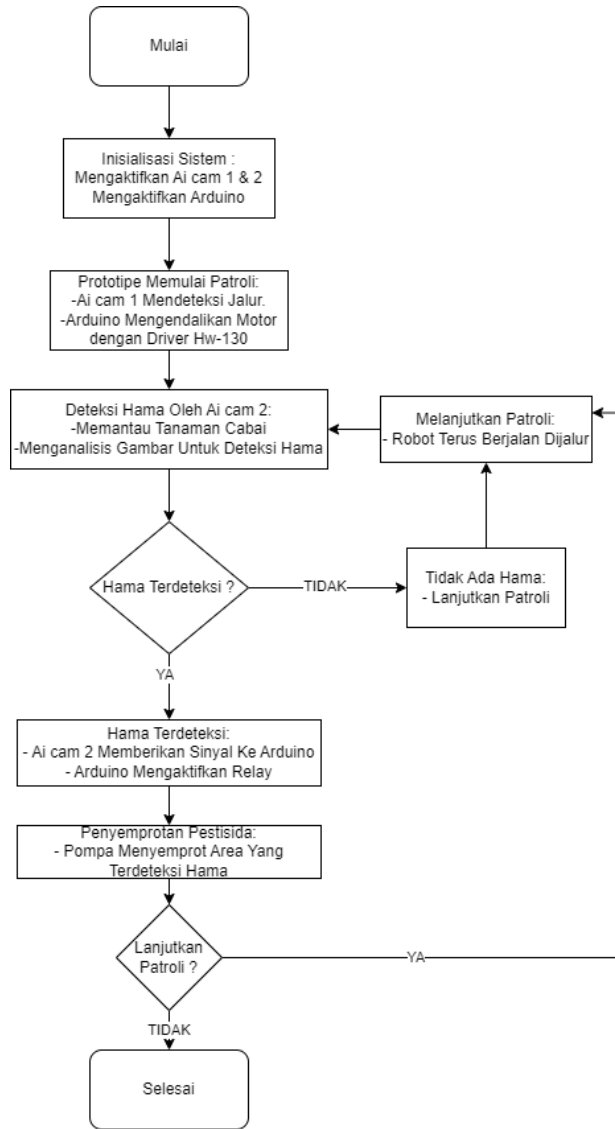 Mulai
Inisialisasi Sistem :
Mengaktifkan Ai cam 1 & 2
Mengaktifkan Arduino
Prototipe Memulai Patroli:
-Ai cam 1 Mendeteksi Jalur.
-Arduino Mengendalikan Motor
dengan Driver Hw-130
Deteksi Hama Oleh Ai cam 2:
-Memantau Tanaman Cabai
-Menganalisis Gambar Untuk Deteksi Hama
Melanjutkan Patroli:
- Robot Terus Berjalan Dijalur
Hama Terdeteksi ?
TIDAK
Tidak Ada Hama:
- Lanjutkan Patroli
YA
Hama Terdeteksi:
- Ai cam 2 Memberikan Sinyal Ke Arduino
- Arduino Mengaktifkan Relay
Penyemprotan Pestisida:
- Pompa Menyemprot Area Yang
Terdeteksi Hama
Lanjutkan
Patroli ?
YA
TIDAK
Selesai